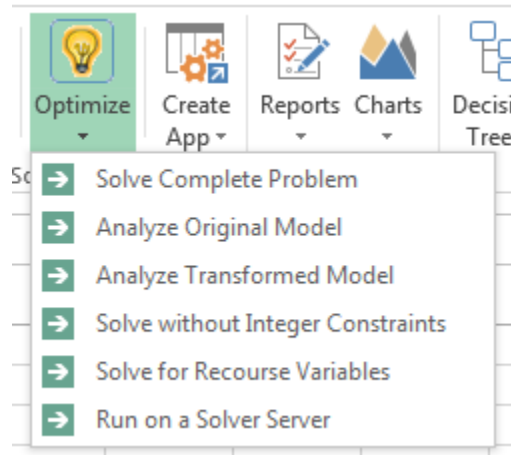 Optimize
Create
App
Reports
Charts
Decisi
Tree
Solve Complete Problem
Analyze Original Model
Analyze Transformed Model
Solve without Integer Constraints
Solve for Recourse Variables
Run on a Solver Server